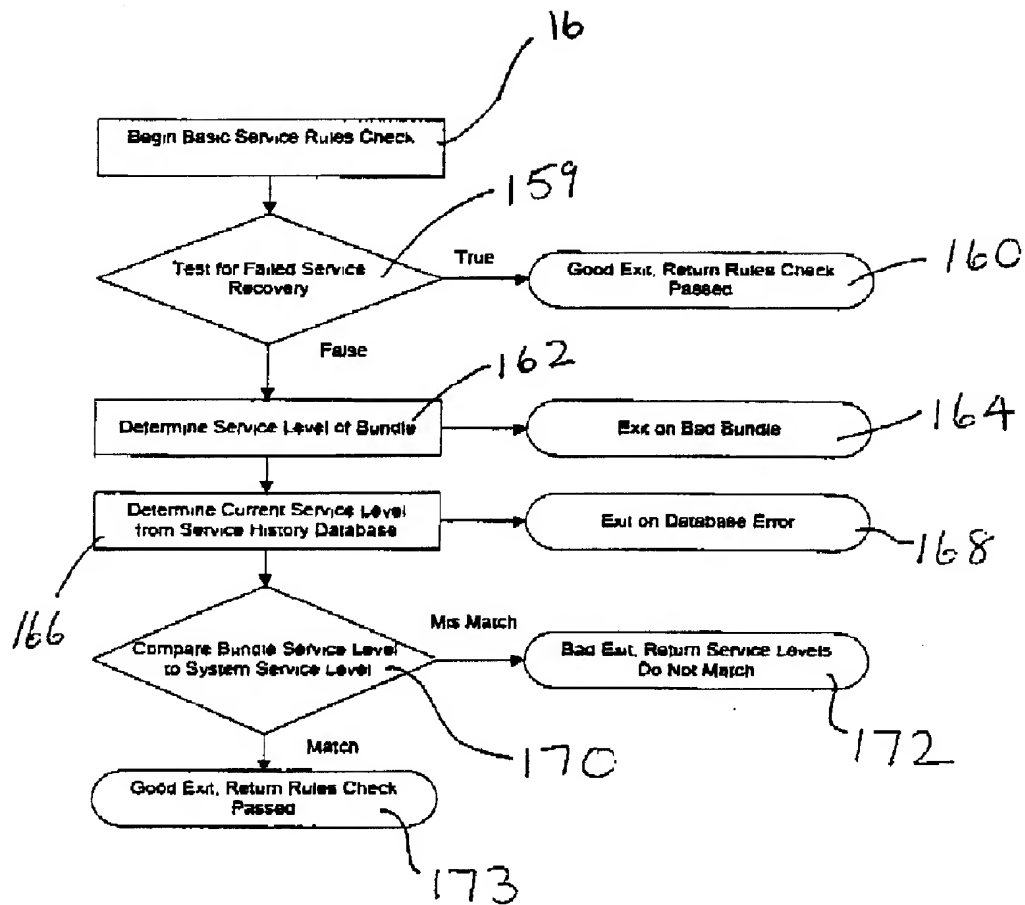 16
Begin Basic Service Rules Check
159
Test for Failed Service
Recovery
True
Good Exit, Return Rules Check
Passed
160
False
162
Determine Service Level of Bundle
Exit on Bad Bundle
164
Determine Current Service Level
from Service History Database
Exit on Database Error
168
166
Compare Bundle Service Level
to System Service Level
Mis Match
Bad Exit, Return Service Levels
Do Not Match
170
172
Match
Good Exit, Return Rules Check
Passed
173